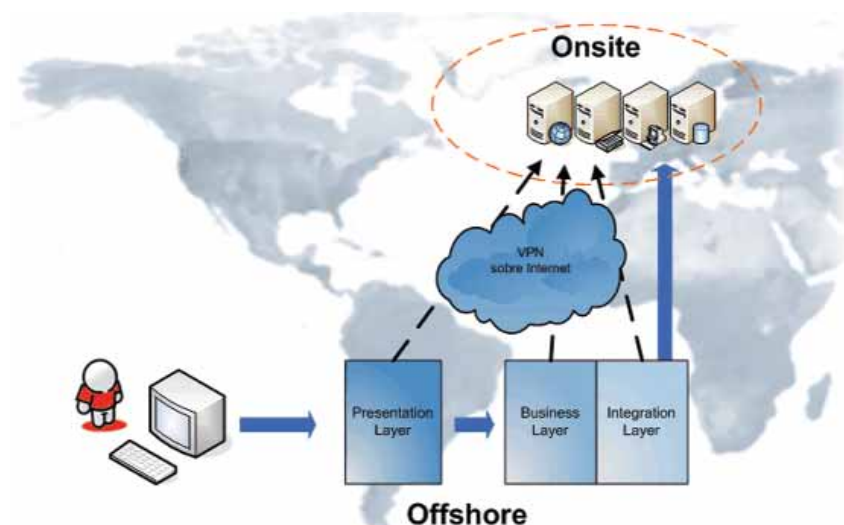 Onsite
VPN
sobre Internet
Presentation
Layer
Business
Layer
Integration
Layer
Offshore